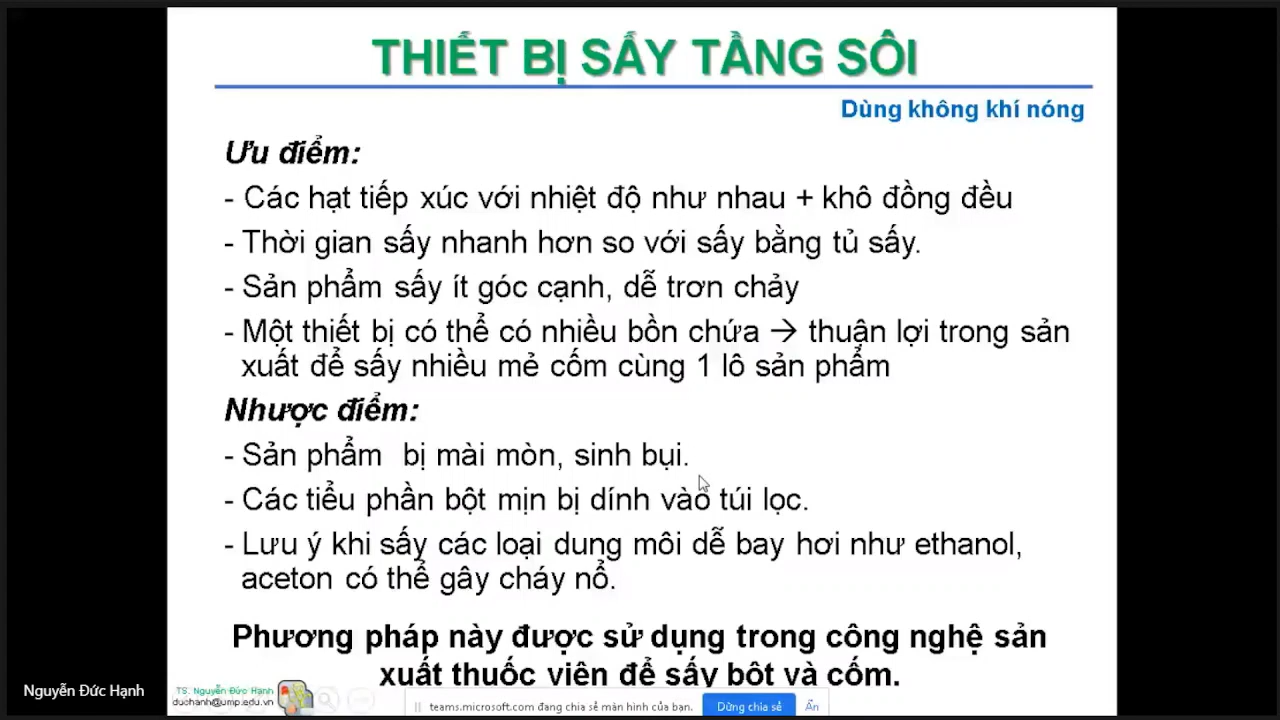 THIẾT BỊ SẤY TẦNG SÔI
Dùng không khí nóng
Ưu điểm:
- Các hạt tiếp xúc với nhiệt độ như nhau + khô đồng đều
- Thời gian sấy nhanh hơn so với sấy bằng tủ sấy.
- Sản phẩm sấy ít góc cạnh, dễ trơn chảy
- Một thiết bị có thể có nhiều bồn chứa → thuận lợi trong sản
xuất để sấy nhiều mẻ cốm cùng 1 lô sản phẩm
Nhược điểm:
- Sản phẩm bị mài mòn, sinh bụi.
- Các tiểu phần bột mịn bị dính vào túi lọc.
- Lưu ý khi sấy các loại dung môi dễ bay hơi như ethanol,
aceton có thể gây cháy nổ.
Phương pháp này được sử dụng trong công nghệ sản
xuất thuốc viên để sấy bột và cốm.
Nguyễn Đức Hạnh
TS. Nguyễn Đức Hạnh
duchanh@ump.edu.vn
teams.microsoft.com đang chia sẻ màn hình của bạn.
Dừng chia sẻ
Ẩn